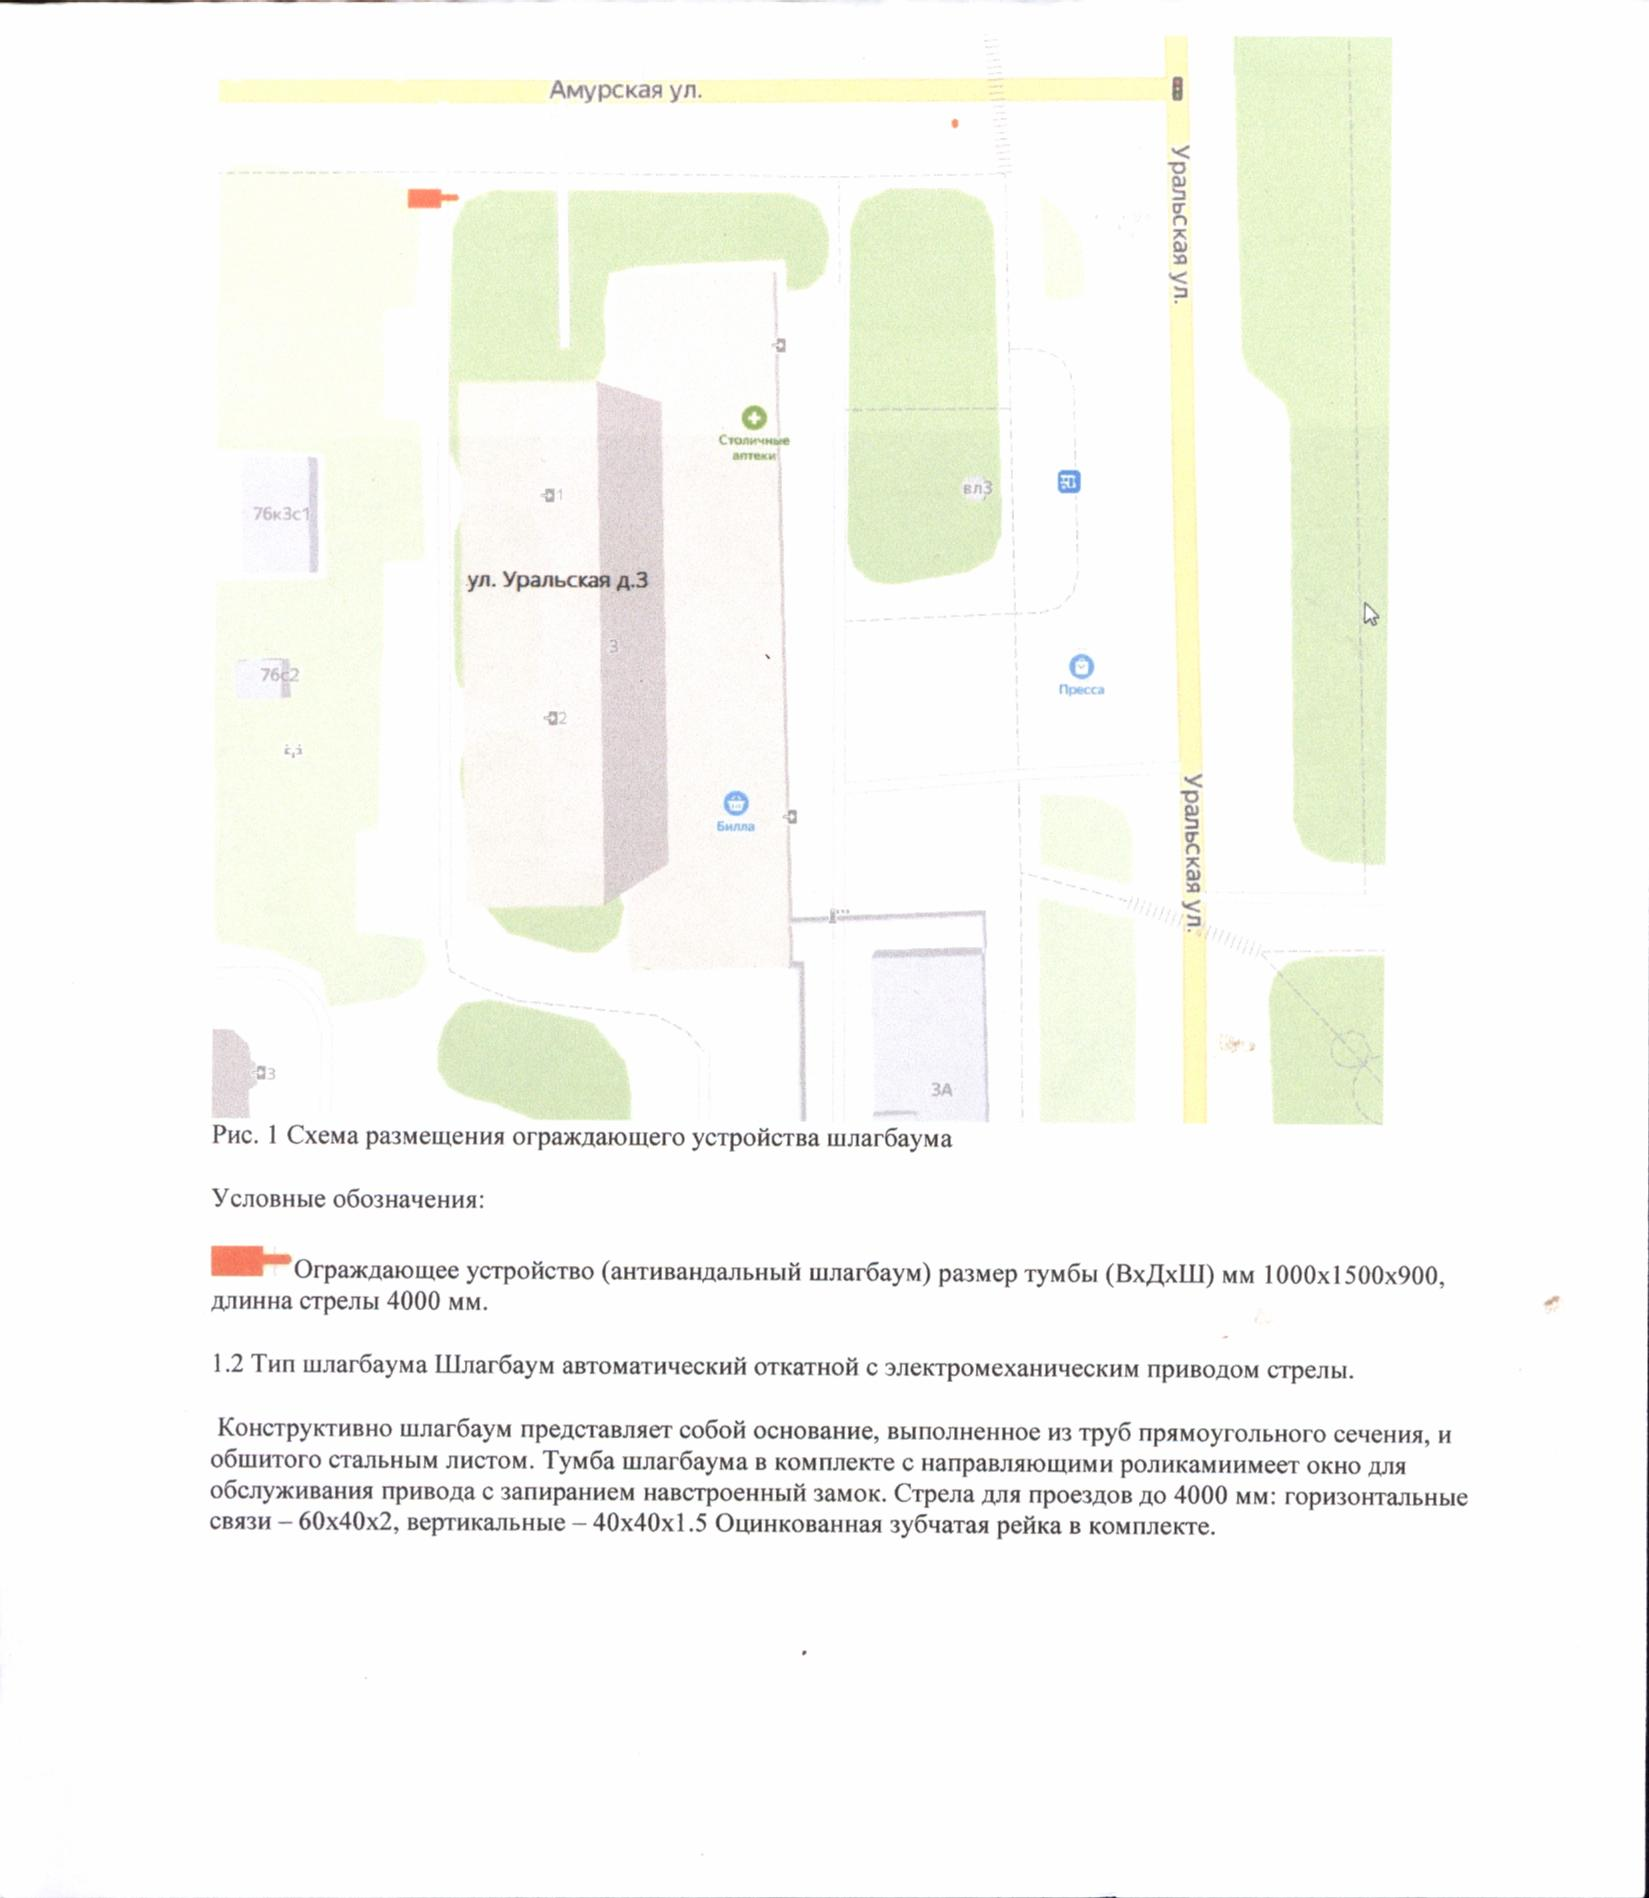 Амурская ул.
Уральская ул.
Столичные
аптеки
1
вл3
76к3с1
ул. Уральская д.3
3
76с2
Пресса
2
Билла
Уральская ул.
3
3А
Рис. 1 Схема размещения ограждающего устройства шлагбаума
Условные обозначения:
Ограждающее устройство (антивандальный шлагбаум) размер тумбы (ВхДхШ) мм 1000х1500х900,
длинна стрелы 4000 мм.
1.2 Тип шлагбаума Шлагбаум автоматический откатной с электромеханическим приводом стрелы.
Конструктивно шлагбаум представляет собой основание, выполненное из труб прямоугольного сечения, и
обшитого стальным листом. Тумба шлагбаума в комплекте с направляющими роликамиимеет окно для
обслуживания привода с запиранием навстроенный замок. Стрела для проездов до 4000 мм: горизонтальные
связи – 60х40х2, вертикальные – 40х40х1.5 Оцинкованная зубчатая рейка в комплекте.